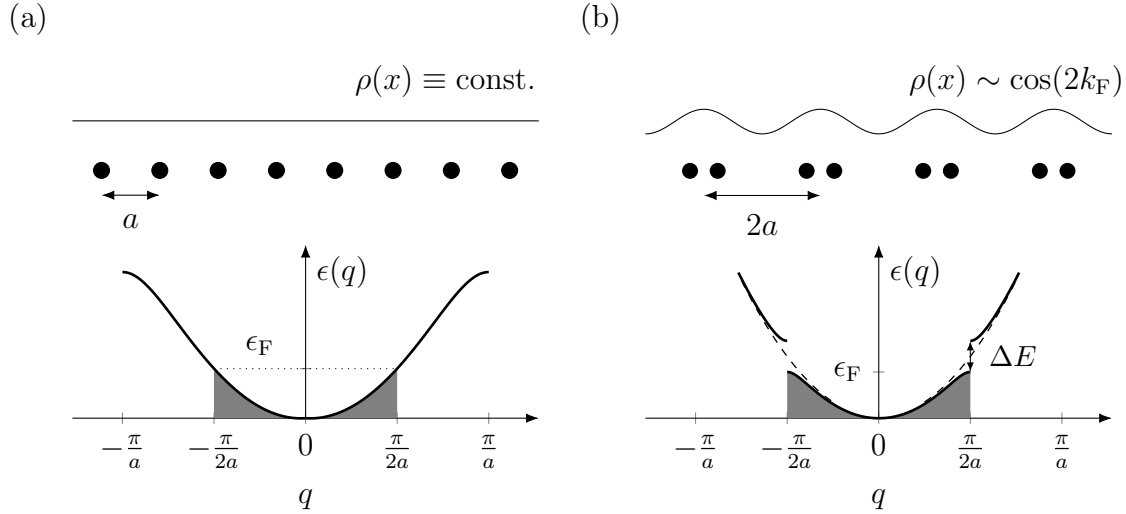 (a)
ρ(x) ≡ const.
a
ϵ(q)
ϵ_F
−π/a −π/2a 0 π/2a π/a
q
(b)
ρ(x) ∼ cos(2k_F)
2a
ϵ(q)
ϵ_F
ΔE
−π/a −π/2a 0 π/2a π/a
q